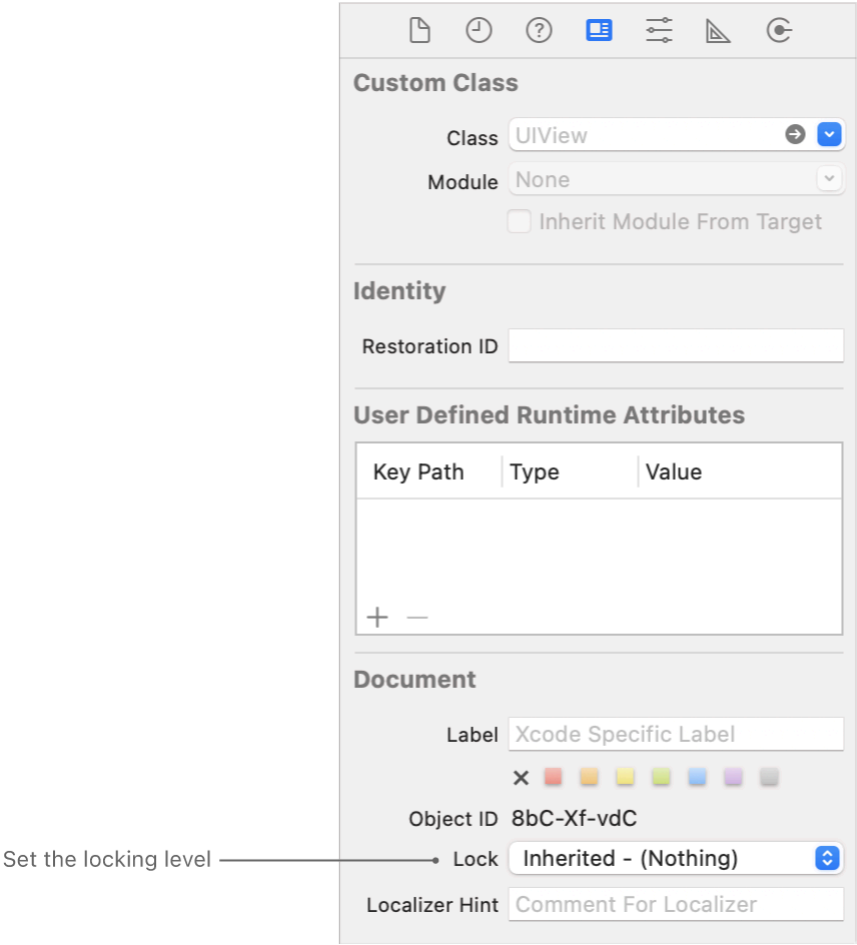 Custom Class
Class UIView
Module None
Inherit Module From Target
Identity
Restoration ID
User Defined Runtime Attributes
Key Path Type Value
Document
Label Xcode Specific Label
Object ID 8bC-Xf-vdC
Set the locking level Lock Inherited - (Nothing)
Localizer Hint Comment For Localizer